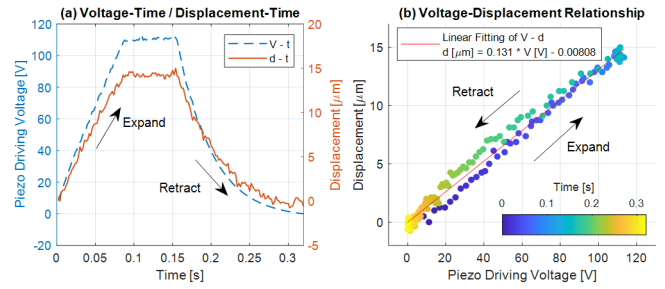 (a) Voltage-Time / Displacement-Time
120
100
80
60
40
20
0
-20
Piezo Driving Voltage [V]
20
15
10
5
0
-5
Displacement [μm]
V - t
d - t
Expand
Retract
0
0.05
0.1
0.15
0.2
0.25
0.3
Time [s]
(b) Voltage-Displacement Relationship
15
10
5
0
Displacement [μm]
Linear Fitting of V - d
d [μm] = 0.131 * V [V] - 0.00808
Retract
Expand
Time [s]
0
0.1
0.2
0.3
0
20
40
60
80
100
120
Piezo Driving Voltage [V]